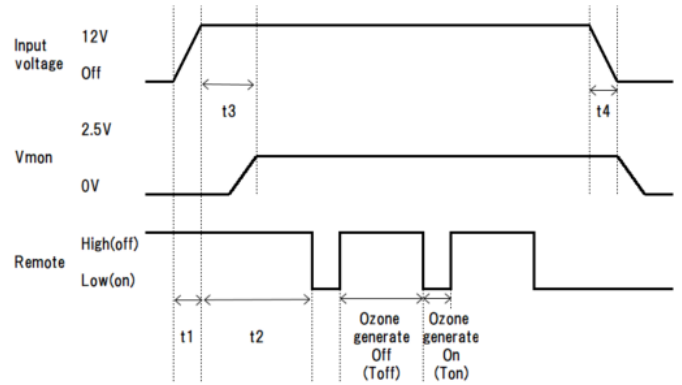 Input
voltage
12V
Off
t3
t4
2.5V
Vmon
0V
Remote
High(off)
Low(on)
t1
t2
Ozone
generate
Off
(Toff)
Ozone
generate
On
(Ton)